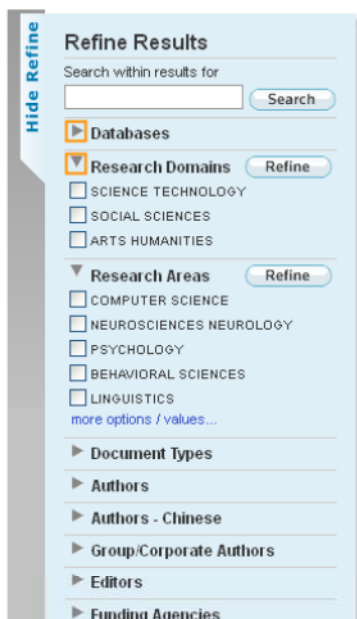 Hide Refine
Refine Results
Search within results for
Search
Databases
Research Domains Refine
SCIENCE TECHNOLOGY
SOCIAL SCIENCES
ARTS HUMANITIES
Research Areas Refine
COMPUTER SCIENCE
NEUROSCIENCES NEUROLOGY
PSYCHOLOGY
BEHAVIORAL SCIENCES
LINGUISTICS
more options / values...
Document Types
Authors
Authors - Chinese
Group/Corporate Authors
Editors
Funding Agencies